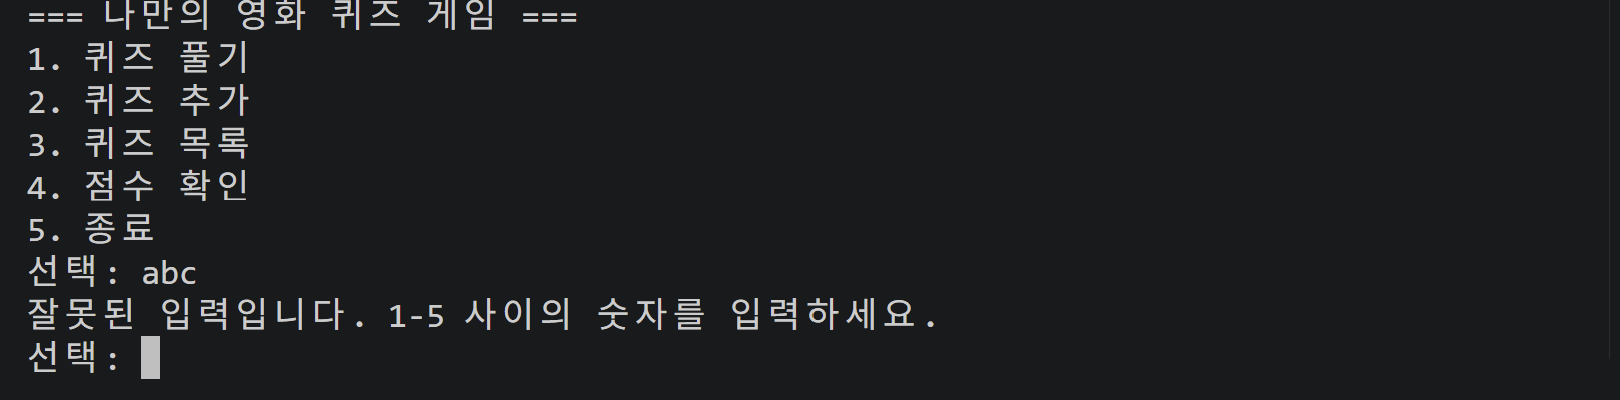 === 나만의 영화 퀴즈 게임 ===
1. 퀴즈 풀기
2. 퀴즈 추가
3. 퀴즈 목록
4. 점수 확인
5. 종료
선택: abc
잘못된 입력입니다. 1-5 사이의 숫자를 입력하세요.
선택: